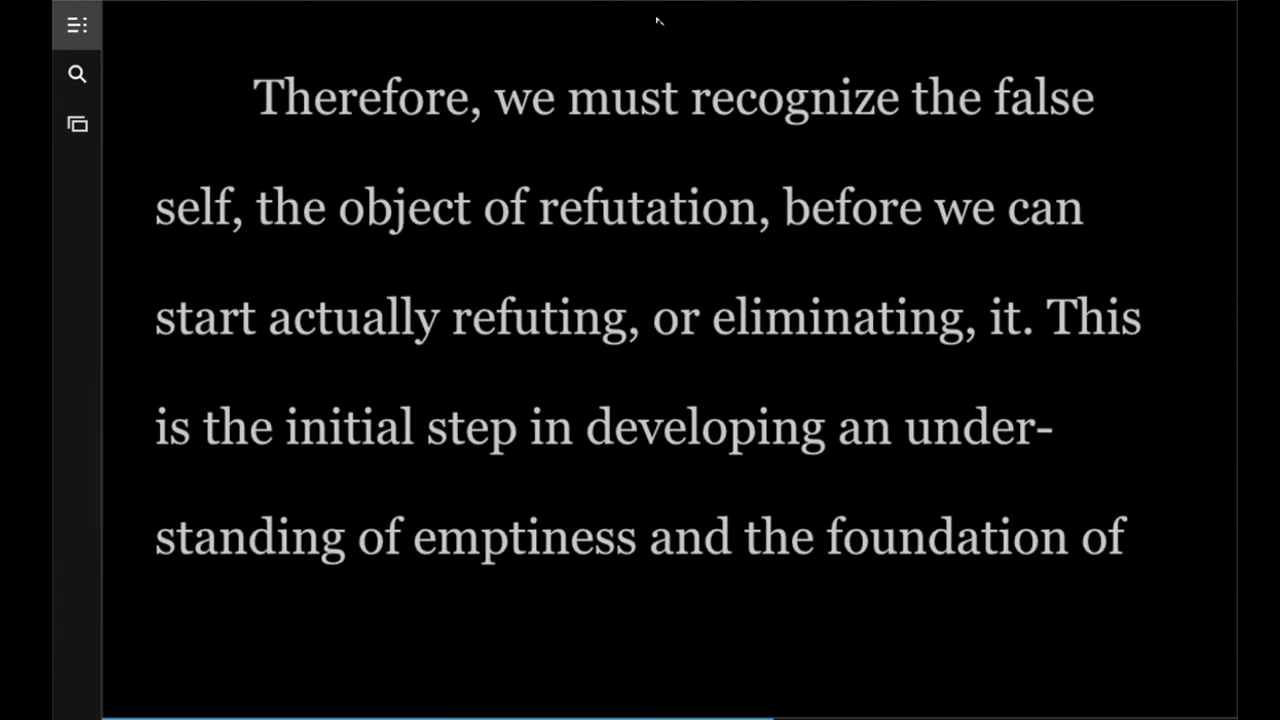 Therefore, we must recognize the false
self, the object of refutation, before we can
start actually refuting, or eliminating, it. This
is the initial step in developing an under-
standing of emptiness and the foundation of